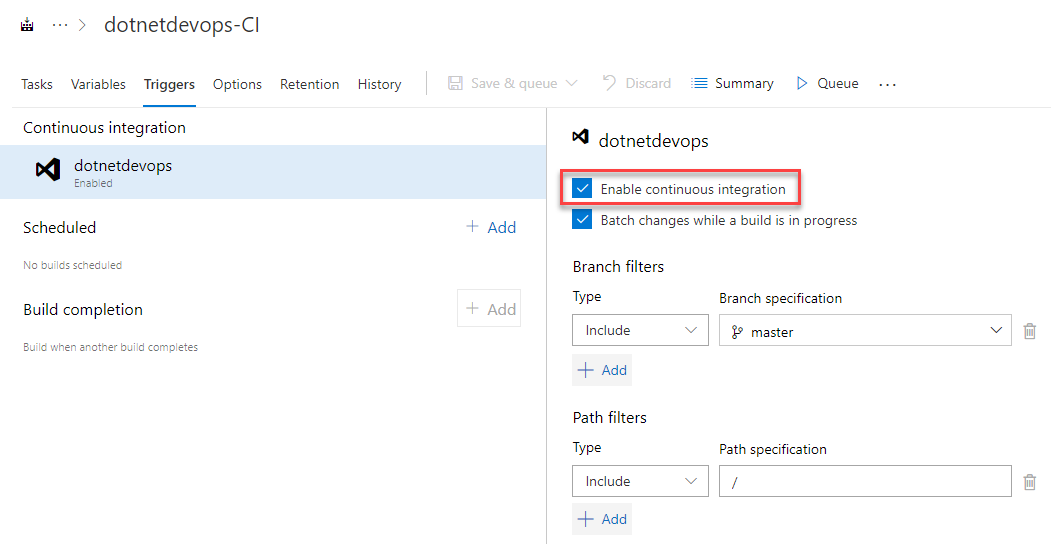 ··· > dotnetdevops-CI
Tasks Variables Triggers Options Retention History Save & queue Discard Summary Queue ···
Continuous integration
dotnetdevops
Enabled
Scheduled + Add
No builds scheduled
Build completion + Add
Build when another build completes
dotnetdevops
Enable continuous integration
Batch changes while a build is in progress
Branch filters
Type Branch specification
Include master
+ Add
Path filters
Type Path specification
Include /
+ Add